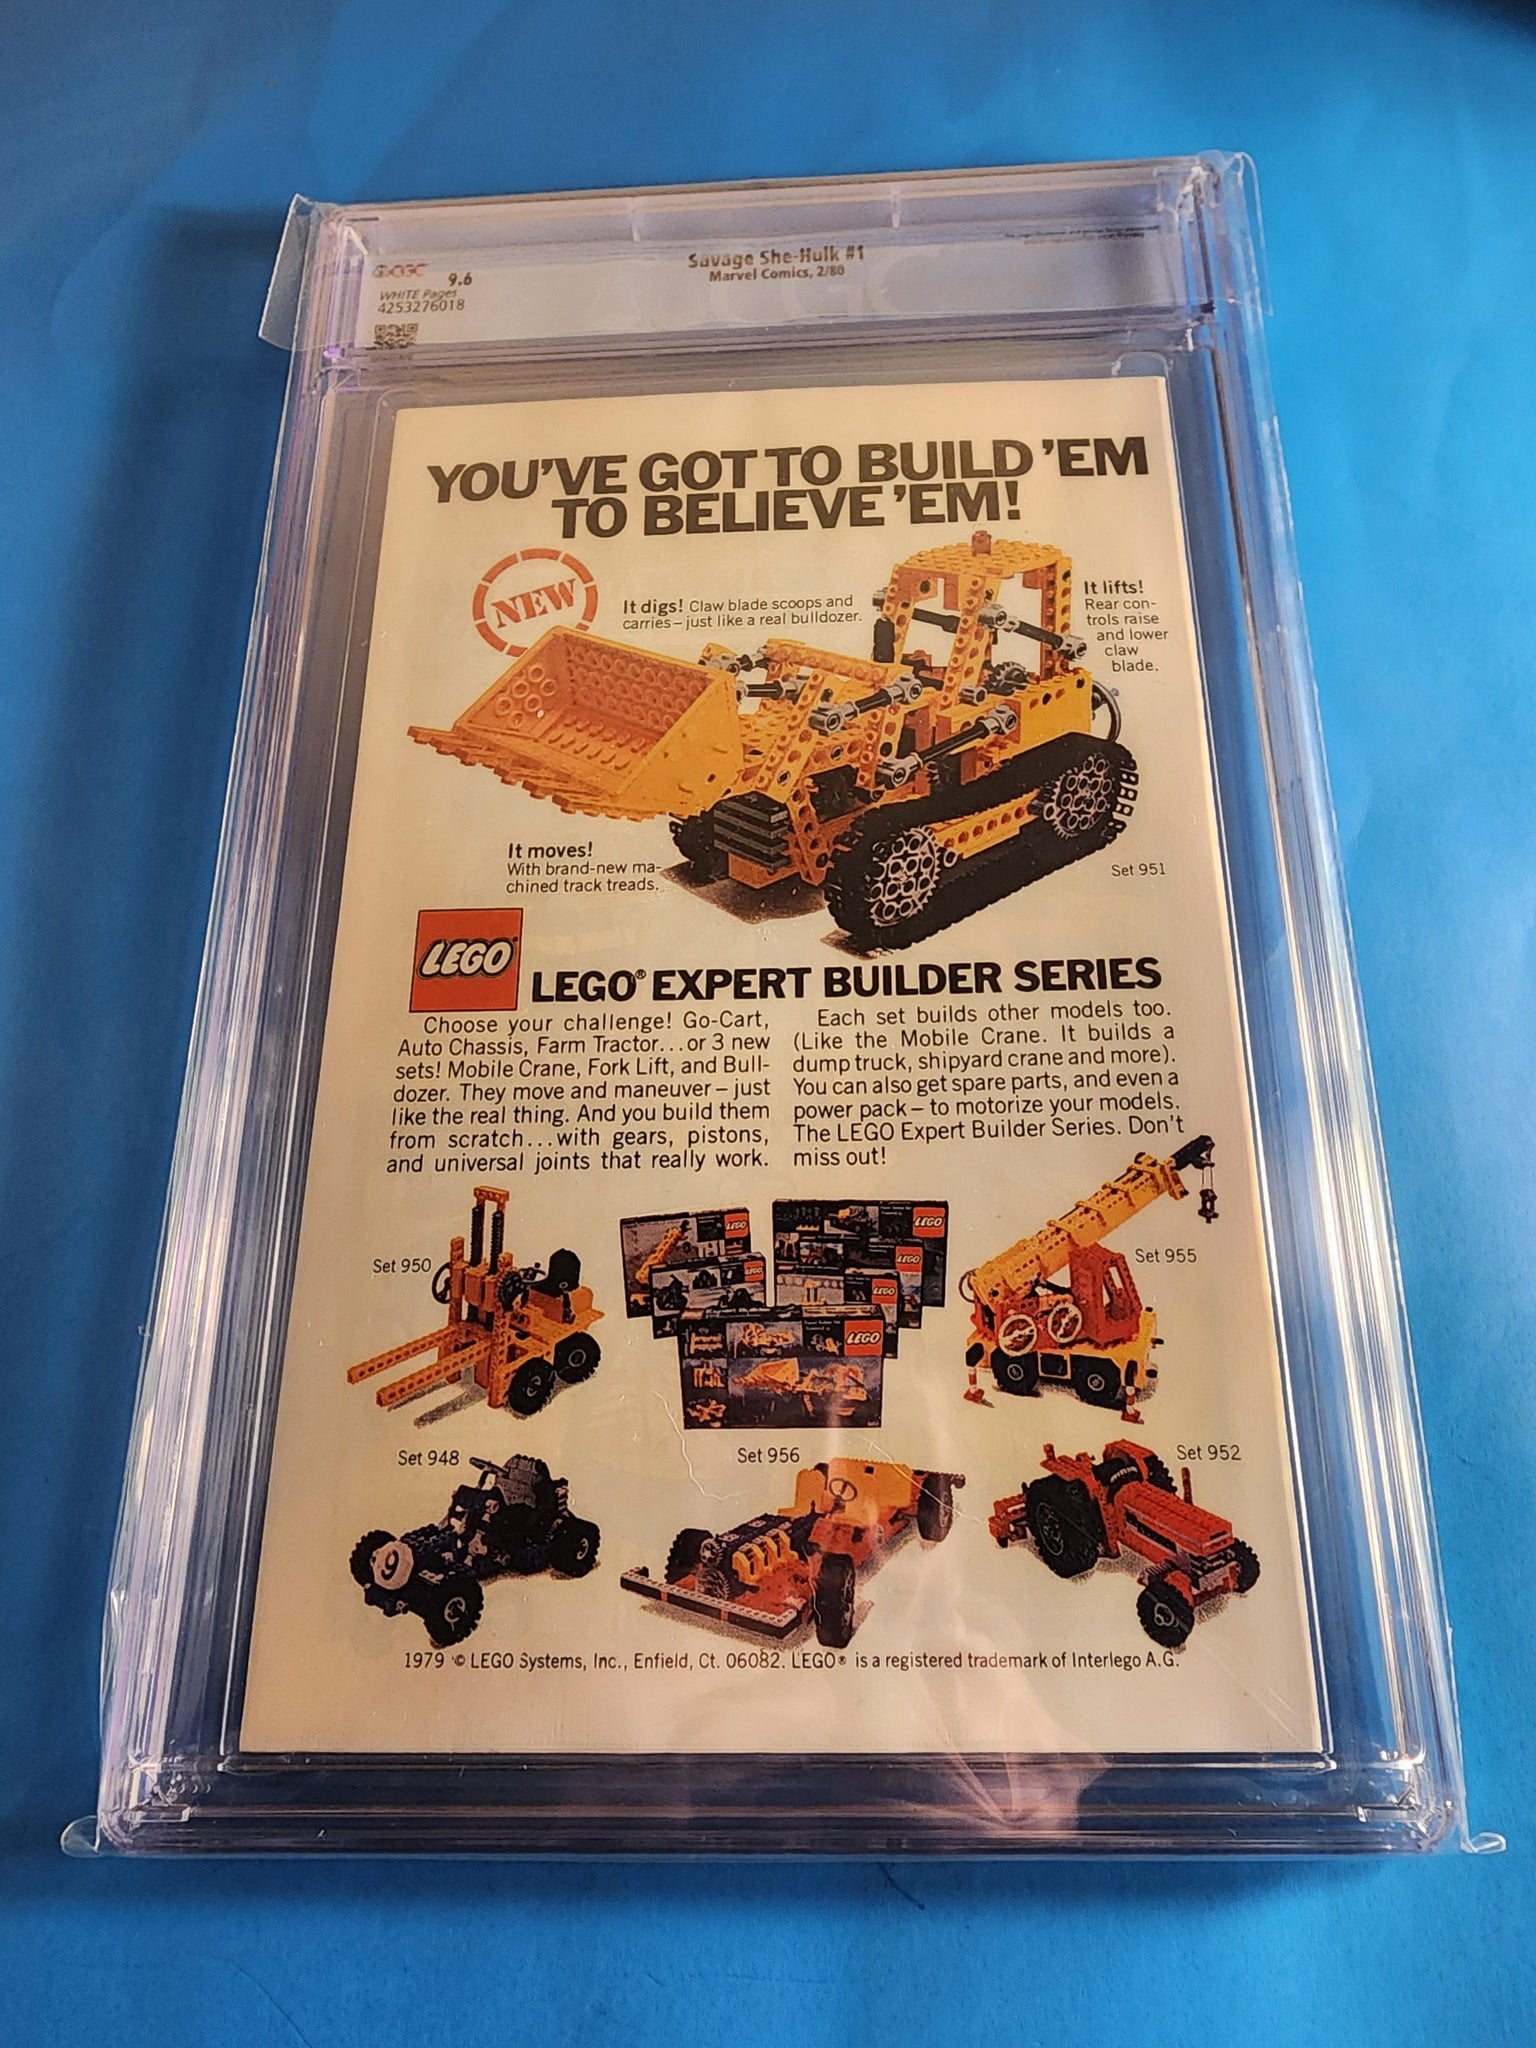 CGC
9.6
WHITE Pages
4253276018
Savage She-Hulk #1
Marvel Comics, 2/80
YOU'VE GOT TO BUILD 'EM
TO BELIEVE 'EM!
NEW
It digs! Claw blade scoops and
carries – just like a real bulldozer.
It lifts!
Rear con-
trols raise
and lower
claw
blade.
It moves!
With brand-new ma-
chined track treads.
Set 951
LEGO
LEGO® EXPERT BUILDER SERIES
Choose your challenge! Go-Cart,
Auto Chassis, Farm Tractor...or 3 new
sets! Mobile Crane, Fork Lift, and Bull-
dozer. They move and maneuver – just
like the real thing. And you build them
from scratch...with gears, pistons,
and universal joints that really work.
Each set builds other models too.
(Like the Mobile Crane. It builds a
dump truck, shipyard crane and more).
You can also get spare parts, and even a
power pack – to motorize your models.
The LEGO Expert Builder Series. Don't
miss out!
Set 950
LEGO
LEGO
LEGO
LEGO
LEGO
LEGO
Set 955
Set 948
Set 956
Set 952
9
1979 © LEGO Systems, Inc., Enfield, Ct. 06082. LEGO® is a registered trademark of Interlego A.G.